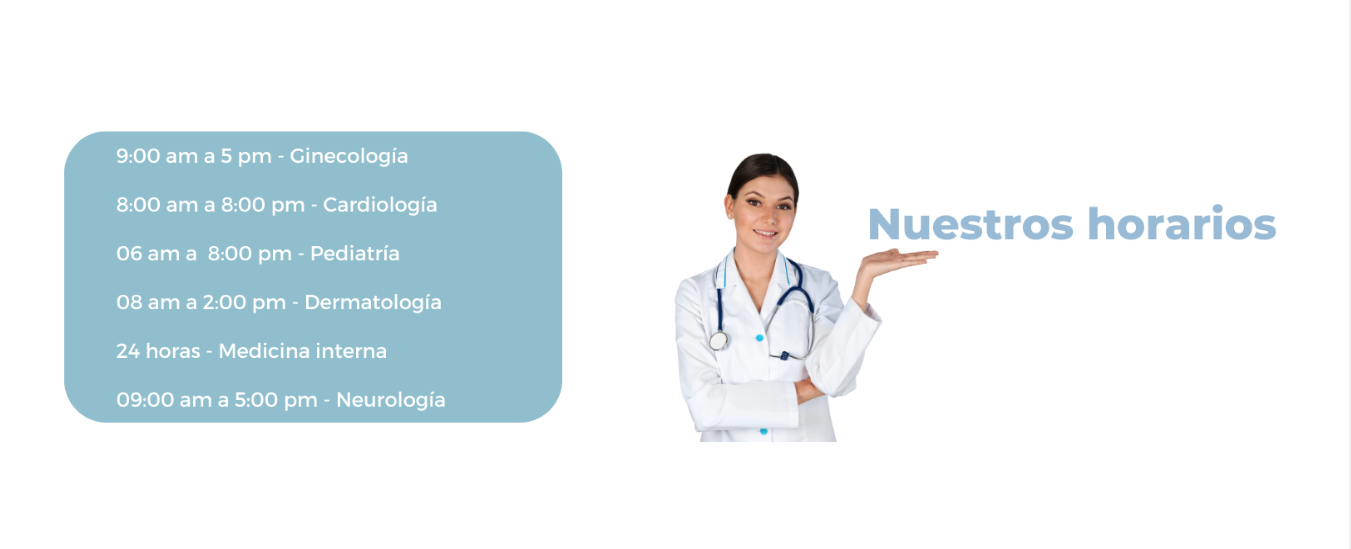 9:00 am a 5 pm - Ginecología
8:00 am a 8:00 pm - Cardiología
06 am a  8:00 pm - Pediatría
08 am a 2:00 pm - Dermatología
24 horas - Medicina interna
09:00 am a 5:00 pm - Neurología
Nuestros horarios